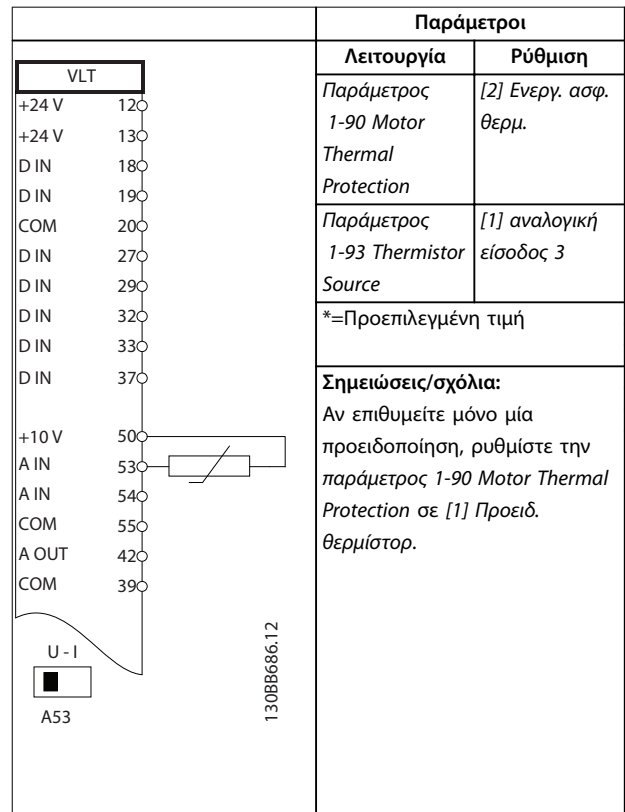 VLT
+24 V 12
+24 V 13
D IN 18
D IN 19
COM 20
D IN 27
D IN 29
D IN 32
D IN 33
D IN 37
+10 V 50
A IN 53
A IN 54
COM 55
A OUT 42
COM 39
U - I
A53
130BB686.12
Παράμετροι
Λειτουργία Ρύθμιση
Παράμετρος [2] Ενεργ. ασφ.
1-90 Motor θερμ.
Thermal
Protection
Παράμετρος [1] αναλογική
1-93 Thermistor είσοδος 3
Source
*=Προεπιλεγμένη τιμή
Σημειώσεις/σχόλια:
Αν επιθυμείτε μόνο μία
προειδοποίηση, ρυθμίστε την
παράμετρος 1-90 Motor Thermal
Protection σε [1] Προειδ.
θερμίστορ.